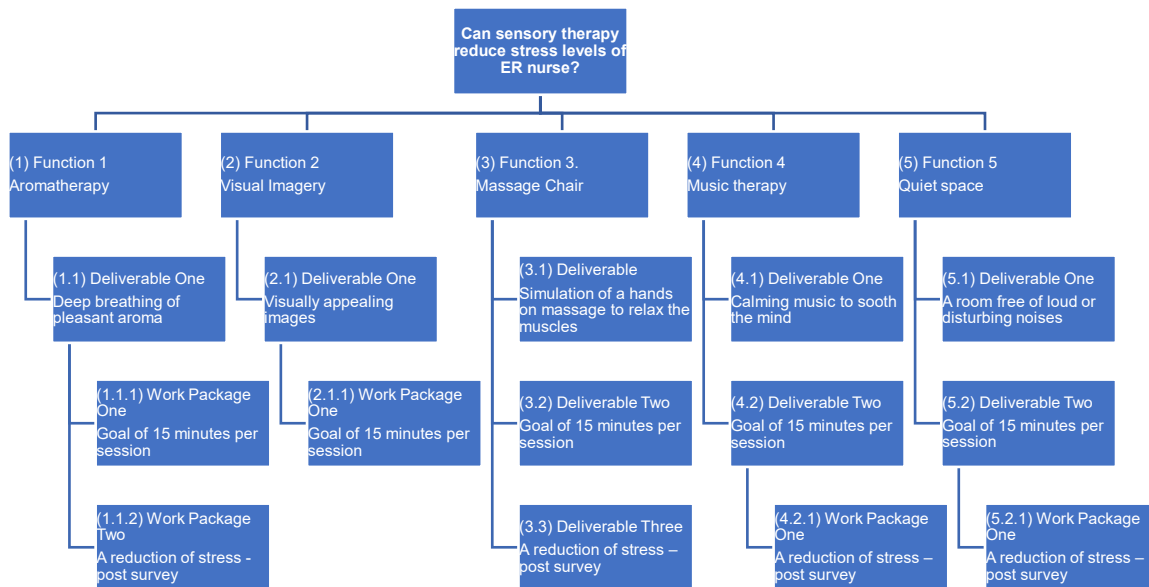 Can sensory therapy
reduce stress levels of
ER nurse?
(1) Function 1
Aromatherapy
(2) Function 2
Visual Imagery
(3) Function 3.
Massage Chair
(4) Function 4
Music therapy
(5) Function 5
Quiet space
(1.1) Deliverable One
Deep breathing of
pleasant aroma
(2.1) Deliverable One
Visually appealing
images
(3.1) Deliverable
Simulation of a hands
on massage to relax the
muscles
(4.1) Deliverable One
Calming music to sooth
the mind
(5.1) Deliverable One
A room free of loud or
disturbing noises
(1.1.1) Work Package
One
Goal of 15 minutes per
session
(2.1.1) Work Package
One
Goal of 15 minutes per
session
(3.2) Deliverable Two
Goal of 15 minutes per
session
(4.2) Deliverable Two
Goal of 15 minutes per
session
(5.2) Deliverable Two
Goal of 15 minutes per
session
(1.1.2) Work Package
Two
A reduction of stress -
post survey
(3.3) Deliverable Three
A reduction of stress –
post survey
(4.2.1) Work Package
One
A reduction of stress –
post survey
(5.2.1) Work Package
One
A reduction of stress –
post survey